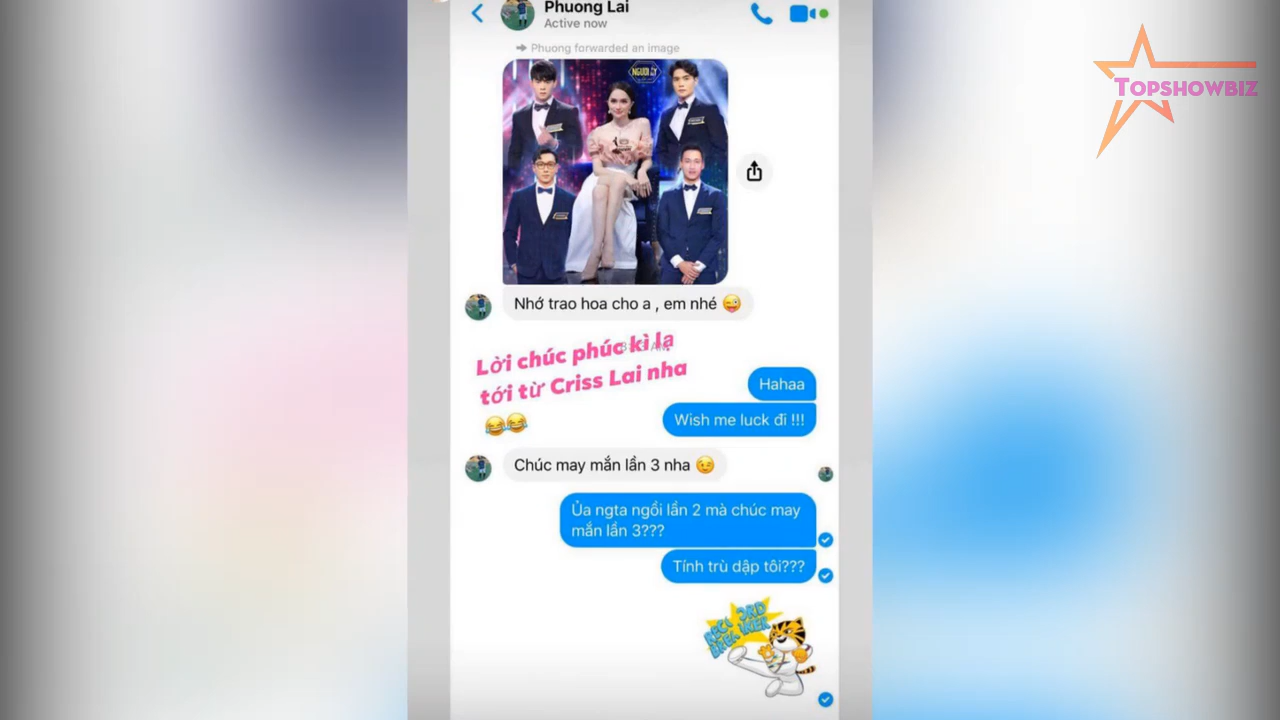 Phuong Lai
Active now
Phuong forwarded an image
NGƯỜI ẤY
TOPSHOWBIZ
Nhớ trao hoa cho a , em nhé 😜
Lời chúc phúc kì lạ
tới từ Criss Lai nha
😂😂
Hahaa
Wish me luck đi !!!
Chúc may mắn lần 3 nha 😉
Ủa ngta ngồi lần 2 mà chúc may
mắn lần 3???
Tính trù dập tôi???
3RD